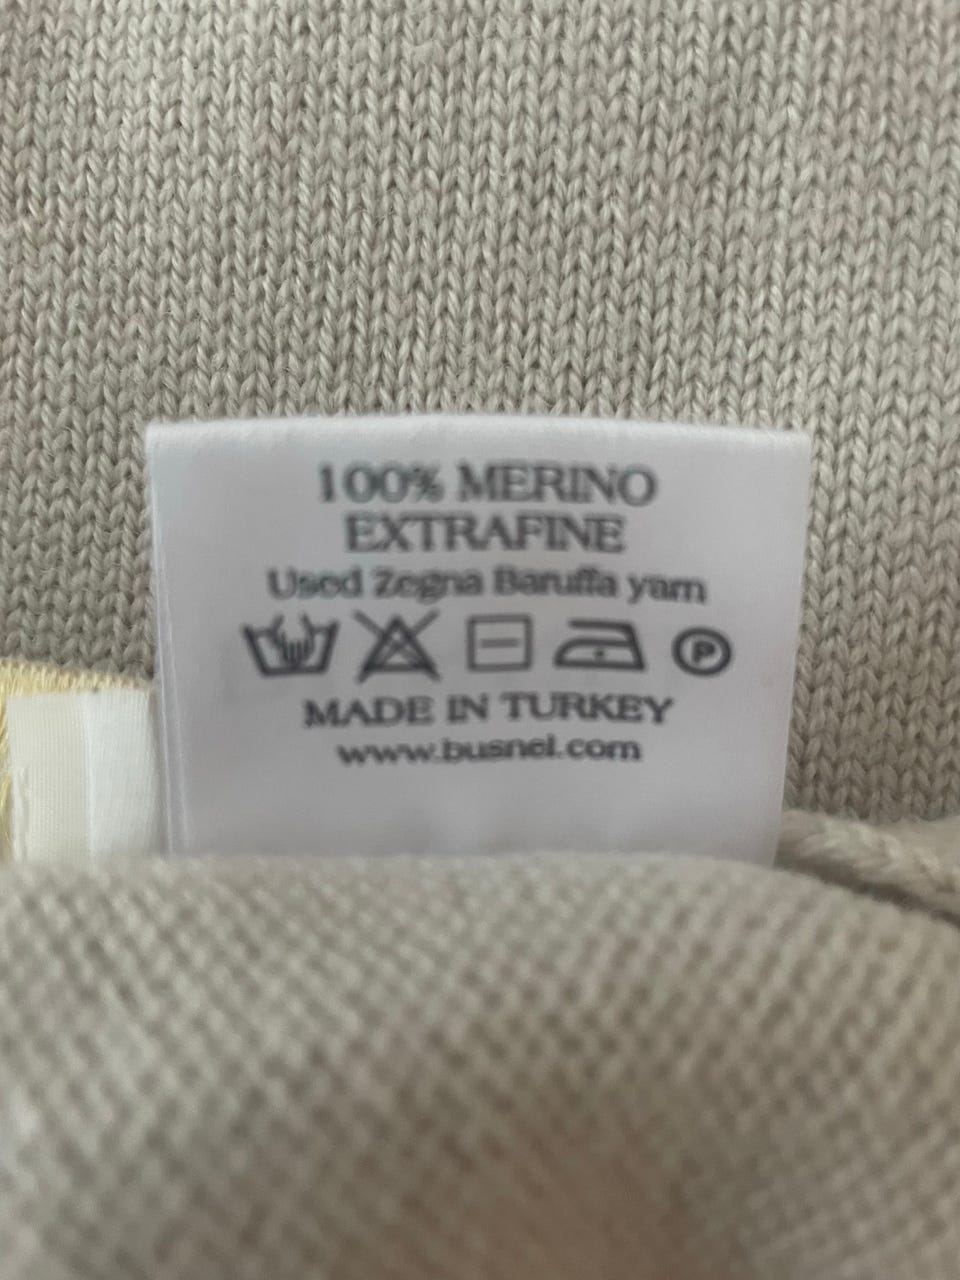 100% MERINO
EXTRAFINE
Used Zegna Baruffa yarn
P
MADE IN TURKEY
www.busnel.com